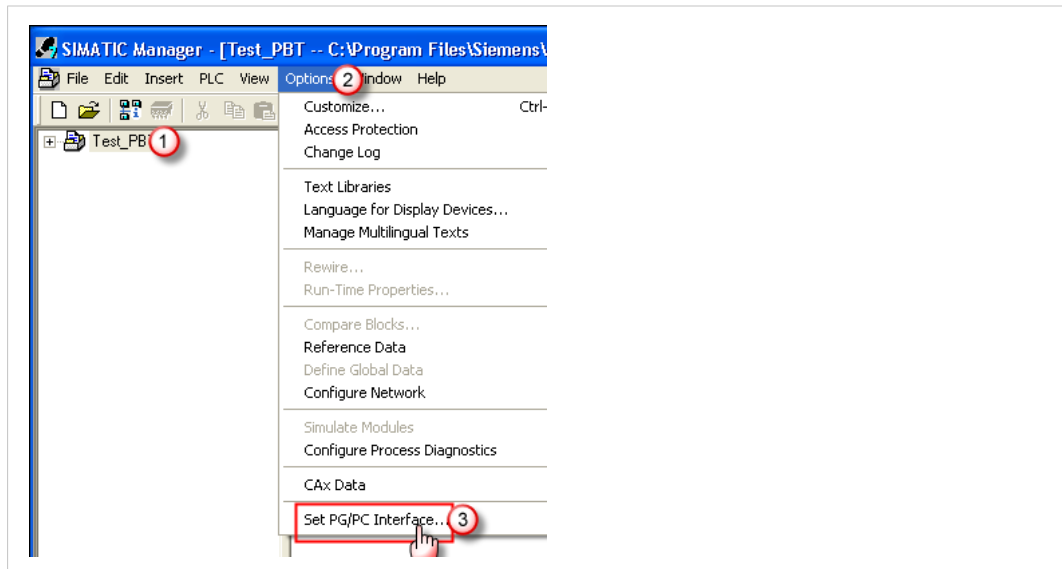 SIMATIC Manager - [Test_PBT -- C:\Program Files\Siemens\
File Edit Insert PLC View Options 2 indow Help
Customize... Ctrl-
Access Protection
Test_PB 1
Change Log
Text Libraries
Language for Display Devices...
Manage Multilingual Texts
Rewire...
Run-Time Properties...
Compare Blocks...
Reference Data
Define Global Data
Configure Network
Simulate Modules
Configure Process Diagnostics
CAx Data
Set PG/PC Interface... 3